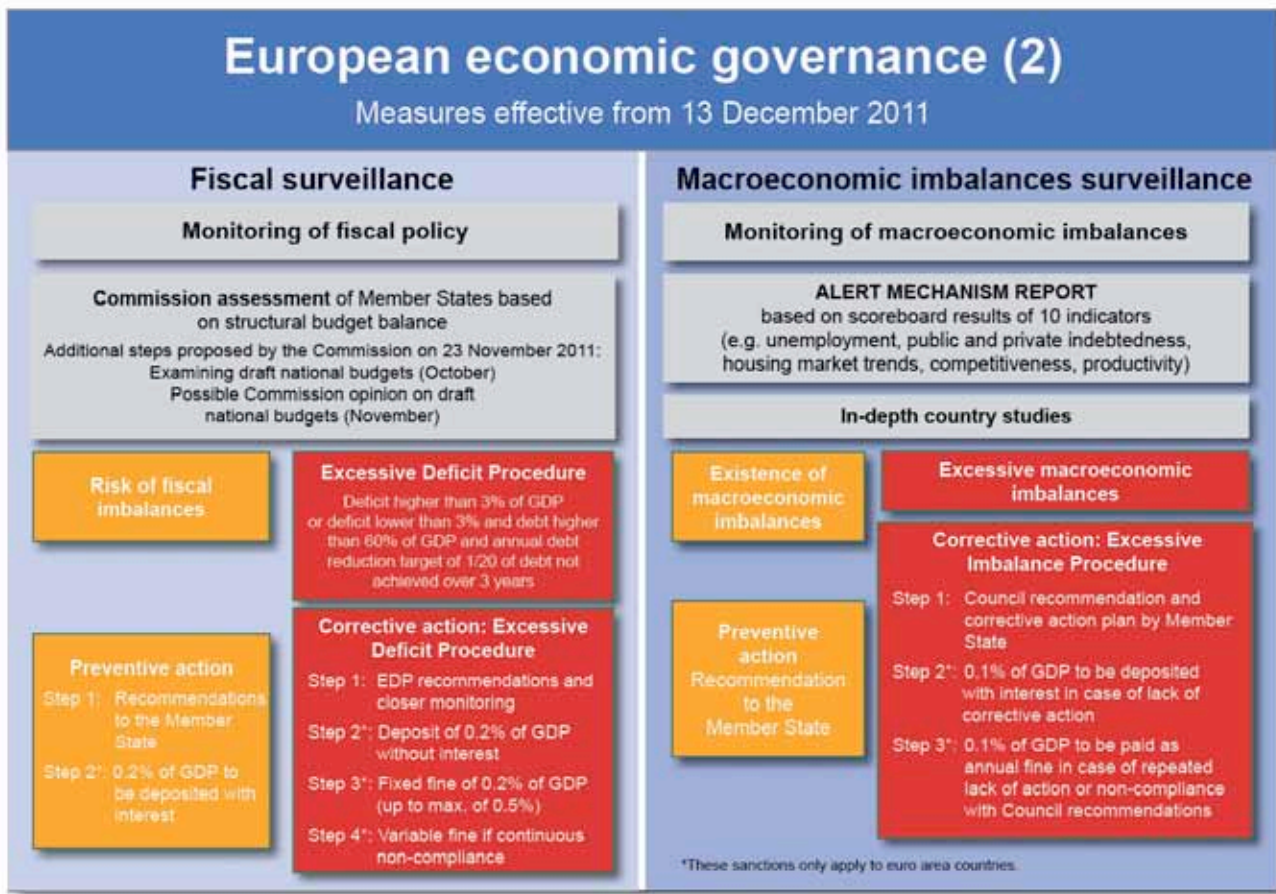 European economic governance (2)
Measures effective from 13 December 2011
Fiscal surveillance
Monitoring of fiscal policy
Commission assessment of Member States based
on structural budget balance
Additional steps proposed by the Commission on 23 November 2011:
Examining draft national budgets (October)
Possible Commission opinion on draft
national budgets (November)
Risk of fiscal
imbalances
Excessive Deficit Procedure
Deficit higher than 3% of GDP
or deficit lower than 3% and debt higher
than 60% of GDP and annual debt
reduction target of 1/20 of debt not
achieved over 3 years
Preventive action
Step 1: Recommendations
to the Member
State
Step 2*: 0.2% of GDP to
be deposited with
interest
Corrective action: Excessive
Deficit Procedure
Step 1: EDP recommendations and
closer monitoring
Step 2*: Deposit of 0.2% of GDP
without interest
Step 3*: Fixed fine of 0.2% of GDP
(up to max. of 0.5%)
Step 4*: Variable fine if continuous
non-compliance
Macroeconomic imbalances surveillance
Monitoring of macroeconomic imbalances
ALERT MECHANISM REPORT
based on scoreboard results of 10 indicators
(e.g. unemployment, public and private indebtedness,
housing market trends, competitiveness, productivity)
In-depth country studies
Existence of
macroeconomic
imbalances
Excessive macroeconomic
imbalances
Preventive
action
Recommendation
to the
Member State
Corrective action: Excessive
Imbalance Procedure
Step 1: Council recommendation and
corrective action plan by Member
State
Step 2*: 0.1% of GDP to be deposited
with interest in case of lack of
corrective action
Step 3*: 0.1% of GDP to be paid as
annual fine in case of repeated
lack of action or non-compliance
with Council recommendations
*These sanctions only apply to euro area countries.